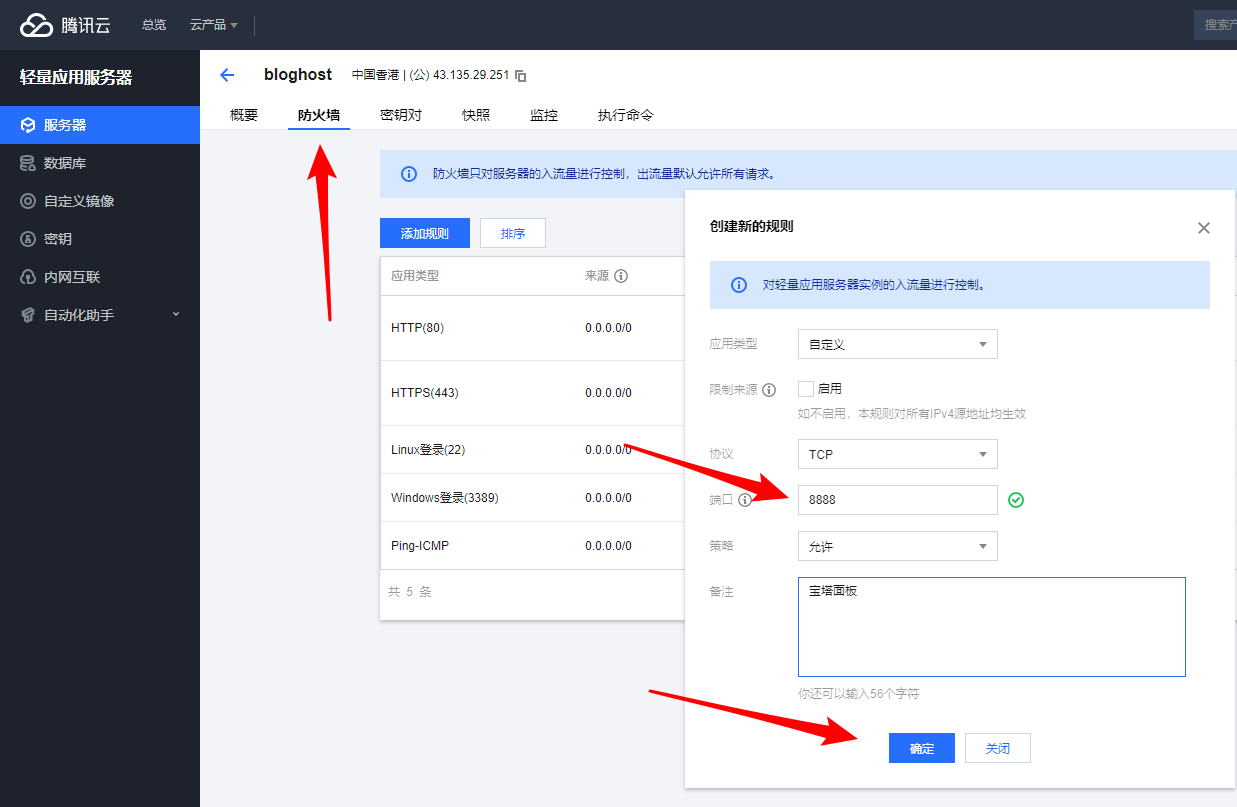 腾讯云 总览 云产品
轻量应用服务器
服务器
数据库
自定义镜像
密钥
内网互联
自动化助手
bloghost 中国香港 | (公) 43.135.29.251
概要 防火墙 密钥对 快照 监控 执行命令
防火墙只对服务器的入流量进行控制，出流量默认允许所有请求。
添加规则 排序
应用类型 来源
HTTP(80) 0.0.0.0/0
HTTPS(443) 0.0.0.0/0
Linux登录(22) 0.0.0.0/0
Windows登录(3389) 0.0.0.0/0
Ping-ICMP 0.0.0.0/0
共 5 条
创建新的规则
对轻量应用服务器实例的入流量进行控制。
应用类型 自定义
限制来源 启用
如不启用，本规则对所有IPv4源地址均生效
协议 TCP
端口 8888
策略 允许
备注 宝塔面板
你还可以输入56个字符
确定 关闭